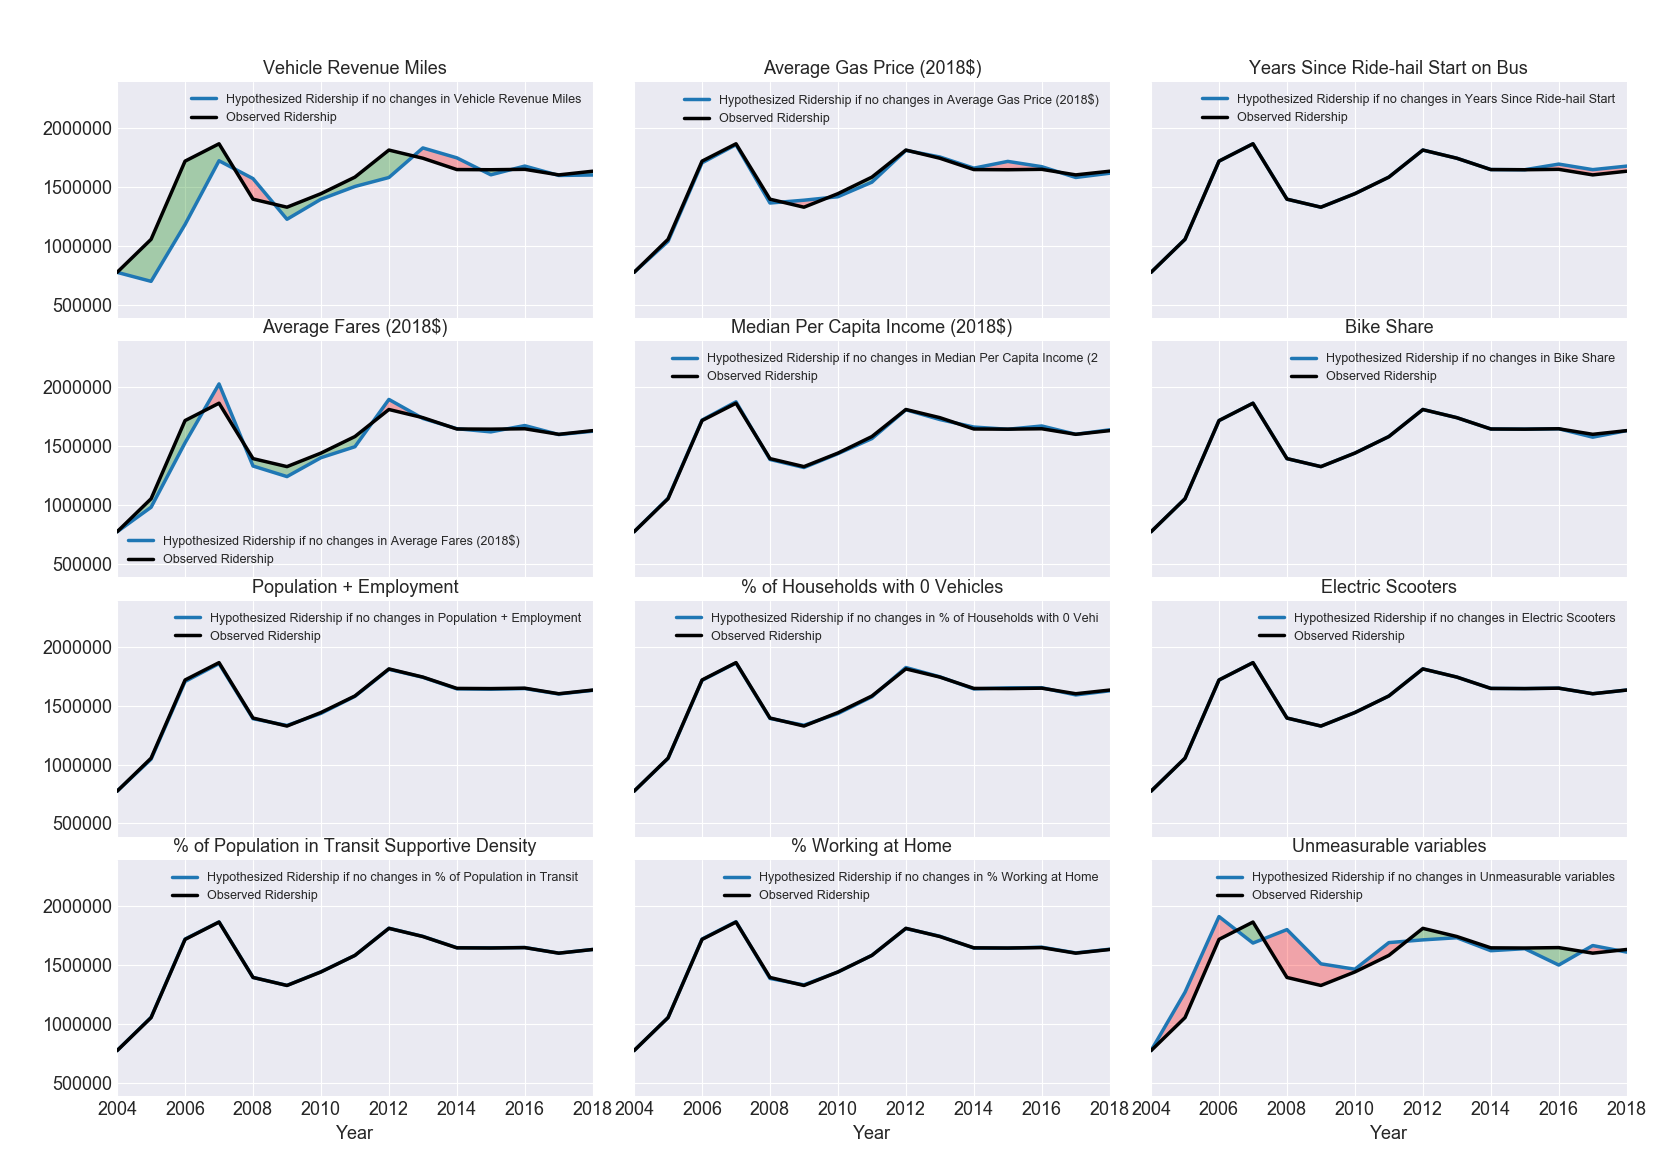 Vehicle Revenue Miles
Hypothesized Ridership if no changes in Vehicle Revenue Miles
Observed Ridership
2000000
1500000
1000000
500000
Average Gas Price (2018$)
Hypothesized Ridership if no changes in Average Gas Price (2018$)
Observed Ridership
Years Since Ride-hail Start on Bus
Hypothesized Ridership if no changes in Years Since Ride-hail Start
Observed Ridership
Average Fares (2018$)
2000000
1500000
1000000
500000
Hypothesized Ridership if no changes in Average Fares (2018$)
Observed Ridership
Median Per Capita Income (2018$)
Hypothesized Ridership if no changes in Median Per Capita Income (2
Observed Ridership
Bike Share
Hypothesized Ridership if no changes in Bike Share
Observed Ridership
Population + Employment
Hypothesized Ridership if no changes in Population + Employment
Observed Ridership
2000000
1500000
1000000
500000
% of Households with 0 Vehicles
Hypothesized Ridership if no changes in % of Households with 0 Vehi
Observed Ridership
Electric Scooters
Hypothesized Ridership if no changes in Electric Scooters
Observed Ridership
% of Population in Transit Supportive Density
Hypothesized Ridership if no changes in % of Population in Transit
Observed Ridership
2000000
1500000
1000000
500000
2004 2006 2008 2010 2012 2014 2016 2018
Year
% Working at Home
Hypothesized Ridership if no changes in % Working at Home
Observed Ridership
2004 2006 2008 2010 2012 2014 2016 2018
Year
Unmeasurable variables
Hypothesized Ridership if no changes in Unmeasurable variables
Observed Ridership
2004 2006 2008 2010 2012 2014 2016 2018
Year